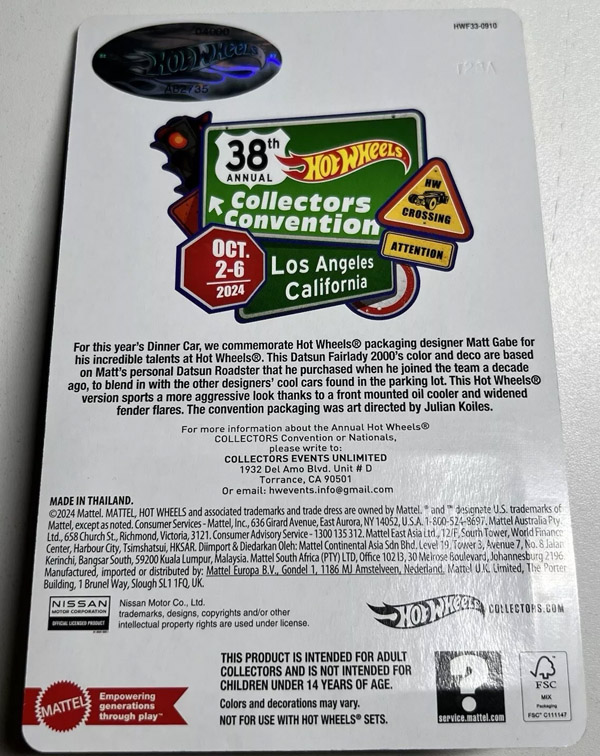 HWF33-0910
HOT WHEELS
38th
ANNUAL
HOT WHEELS
Collectors
Convention
HW
CROSSING
ATTENTION
OCT.
2-6
2024
Los Angeles
California
For this year's Dinner Car, we commemorate Hot Wheels® packaging designer Matt Gabe for
his incredible talents at Hot Wheels®. This Datsun Fairlady 2000's color and deco are based
on Matt's personal Datsun Roadster that he purchased when he joined the team a decade
ago, to blend in with the other designers' cool cars found in the parking lot. This Hot Wheels®
version sports a more aggressive look thanks to a front mounted oil cooler and widened
fender flares. The convention packaging was art directed by Julian Koiles.
For more information about the Annual Hot Wheels®
COLLECTORS Convention or Nationals,
please write to:
COLLECTORS EVENTS UNLIMITED
1932 Del Amo Blvd. Unit # D
Torrance, CA 90501
Or email: hwevents.info@gmail.com
MADE IN THAILAND.
©2024 Mattel. MATTEL, HOT WHEELS and associated trademarks and trade dress are owned by Mattel. ® and ™ designate U.S. trademarks of
Mattel, except as noted. Consumer Services - Mattel, Inc., 636 Girard Avenue, East Aurora, NY 14052, U.S.A. 1-800-524-8697. Mattel Australia Pty.
Ltd., 658 Church St., Richmond, Victoria, 3121. Consumer Advisory Service - 1300 135 312. Mattel East Asia Ltd., 12/F, South Tower, World Finance
Center, Harbour City, Tsimshatsui, HKSAR. Diimport & Diedarkan Oleh: Mattel Continental Asia Sdn Bhd, Level 19, Tower 3, Avenue 7, No. 8 Jalan
Kerinchi, Bangsar South, 59200 Kuala Lumpur, Malaysia. Mattel South Africa (PTY) LTD, Office 102I3, 30 Melrose Boulevard, Johannesburg 2196.
Manufactured, imported or distributed by: Mattel Europa B.V., Gondel 1, 1186 MJ Amstelveen, Nederland. Mattel U.K. Limited, The Porter
Building, 1 Brunel Way, Slough SL1 1FQ, UK.
NISSAN
MOTOR CORPORATION
OFFICIAL LICENSED PRODUCT
Nissan Motor Co., Ltd.
trademarks, designs, copyrights and/or other
intellectual property rights are used under license.
HOT WHEELS COLLECTORS.COM
THIS PRODUCT IS INTENDED FOR ADULT
COLLECTORS AND IS NOT INTENDED FOR
CHILDREN UNDER 14 YEARS OF AGE.
Colors and decorations may vary.
NOT FOR USE WITH HOT WHEELS® SETS.
MATTEL
Empowering
generations
through play™
?
service.mattel.com
FSC
MIX
Packaging
FSC® C111147